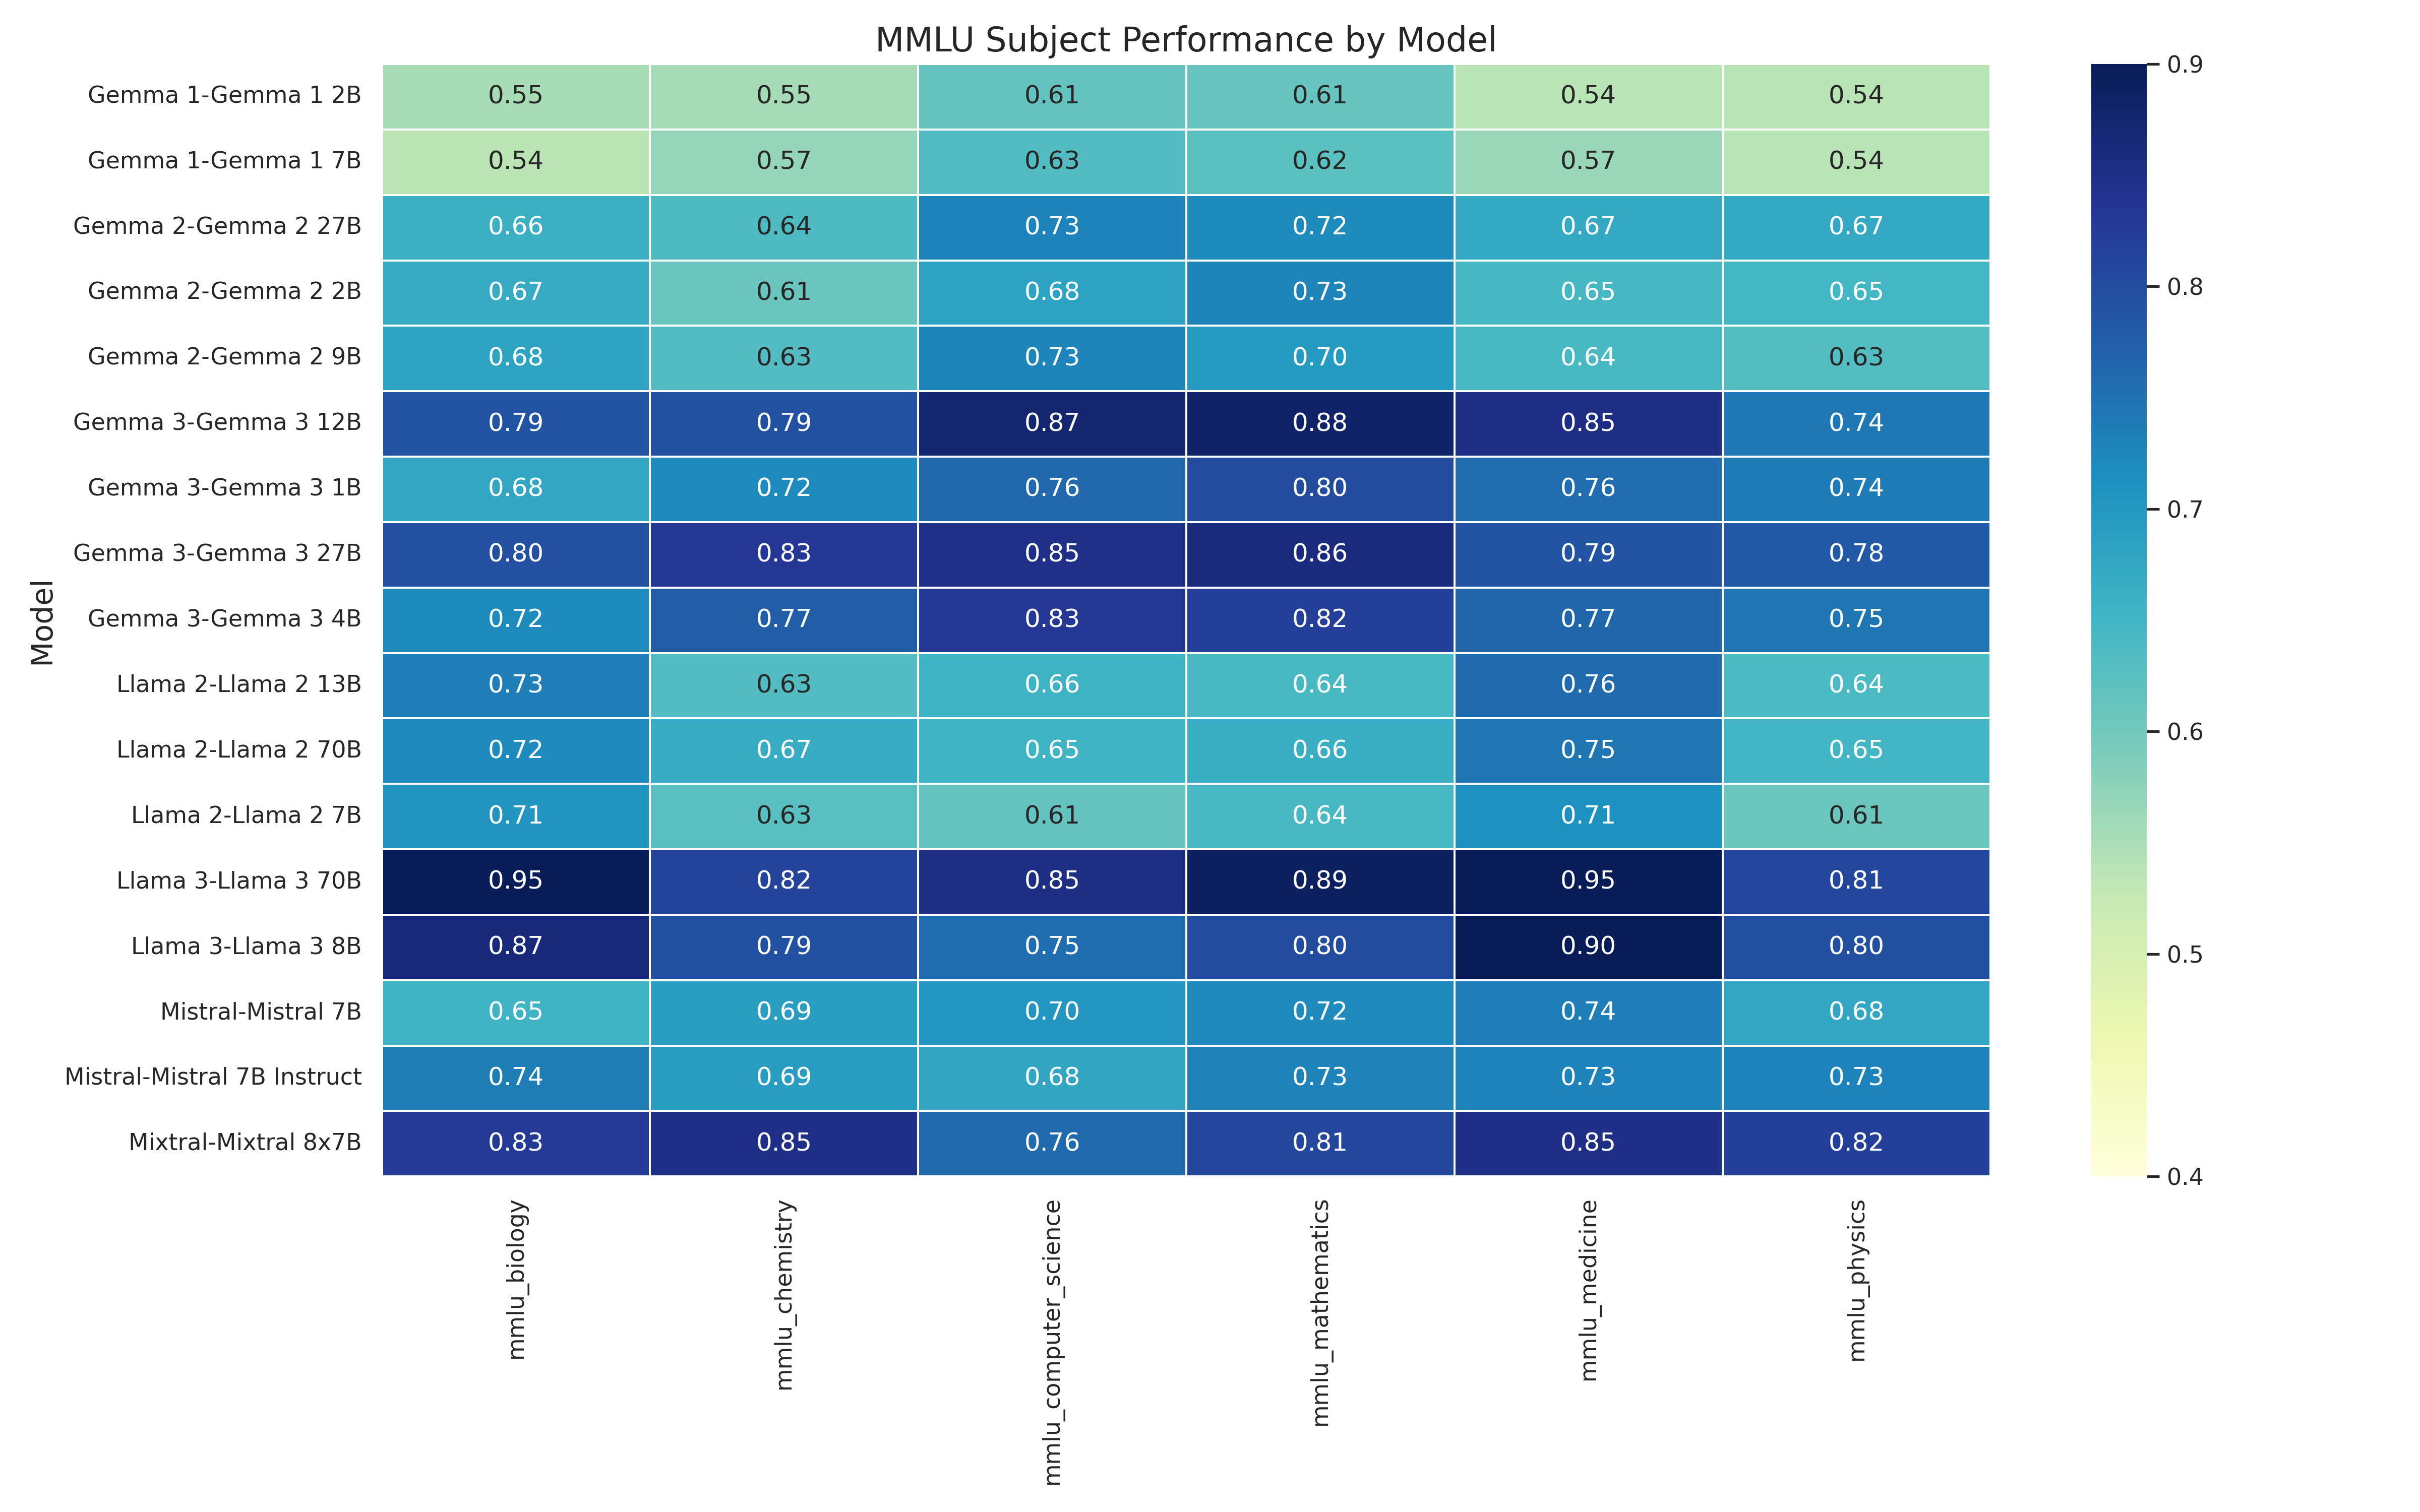 MMLU Subject Performance by Model
Model
Gemma 1-Gemma 1 2B 0.55 0.55 0.61 0.61 0.54 0.54
Gemma 1-Gemma 1 7B 0.54 0.57 0.63 0.62 0.57 0.54
Gemma 2-Gemma 2 27B 0.66 0.64 0.73 0.72 0.67 0.67
Gemma 2-Gemma 2 2B 0.67 0.61 0.68 0.73 0.65 0.65
Gemma 2-Gemma 2 9B 0.68 0.63 0.73 0.70 0.64 0.63
Gemma 3-Gemma 3 12B 0.79 0.79 0.87 0.88 0.85 0.74
Gemma 3-Gemma 3 1B 0.68 0.72 0.76 0.80 0.76 0.74
Gemma 3-Gemma 3 27B 0.80 0.83 0.85 0.86 0.79 0.78
Gemma 3-Gemma 3 4B 0.72 0.77 0.83 0.82 0.77 0.75
Llama 2-Llama 2 13B 0.73 0.63 0.66 0.64 0.76 0.64
Llama 2-Llama 2 70B 0.72 0.67 0.65 0.66 0.75 0.65
Llama 2-Llama 2 7B 0.71 0.63 0.61 0.64 0.71 0.61
Llama 3-Llama 3 70B 0.95 0.82 0.85 0.89 0.95 0.81
Llama 3-Llama 3 8B 0.87 0.79 0.75 0.80 0.90 0.80
Mistral-Mistral 7B 0.65 0.69 0.70 0.72 0.74 0.68
Mistral-Mistral 7B Instruct 0.74 0.69 0.68 0.73 0.73 0.73
Mixtral-Mixtral 8x7B 0.83 0.85 0.76 0.81 0.85 0.82
mmlu_biology
mmlu_chemistry
mmlu_computer_science
mmlu_mathematics
mmlu_medicine
mmlu_physics
0.9
0.8
0.7
0.6
0.5
0.4